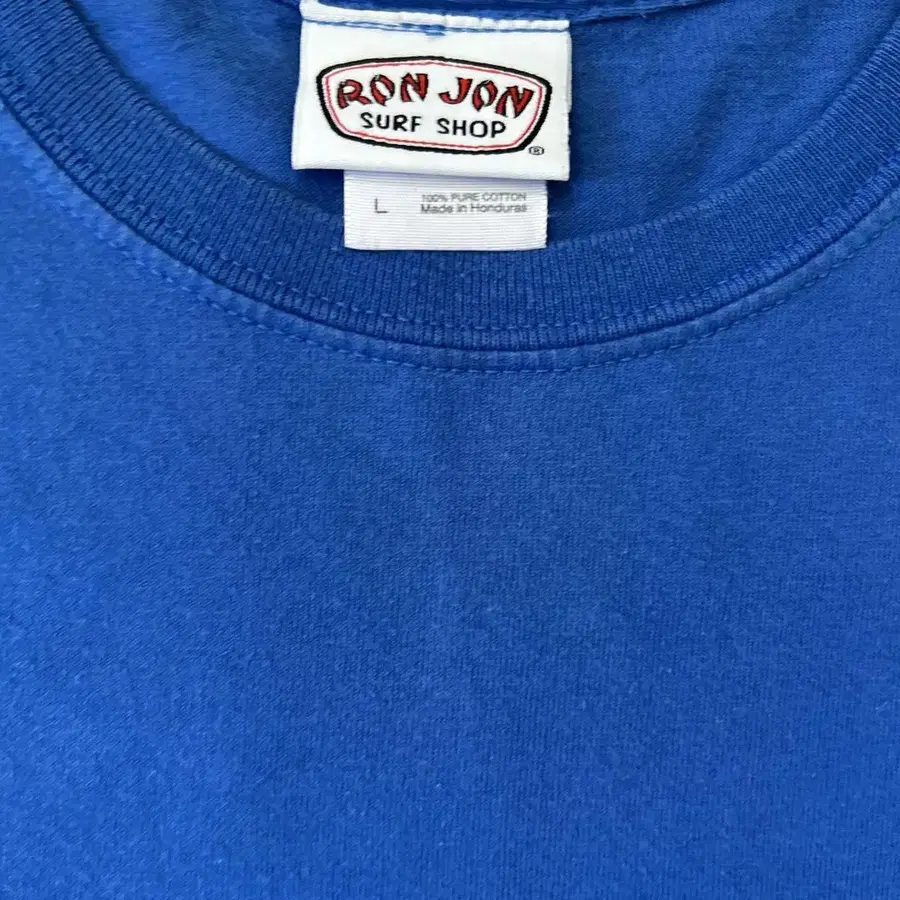 RON JON
SURF SHOP
®
L
100% PURE COTTON
Made in Honduras